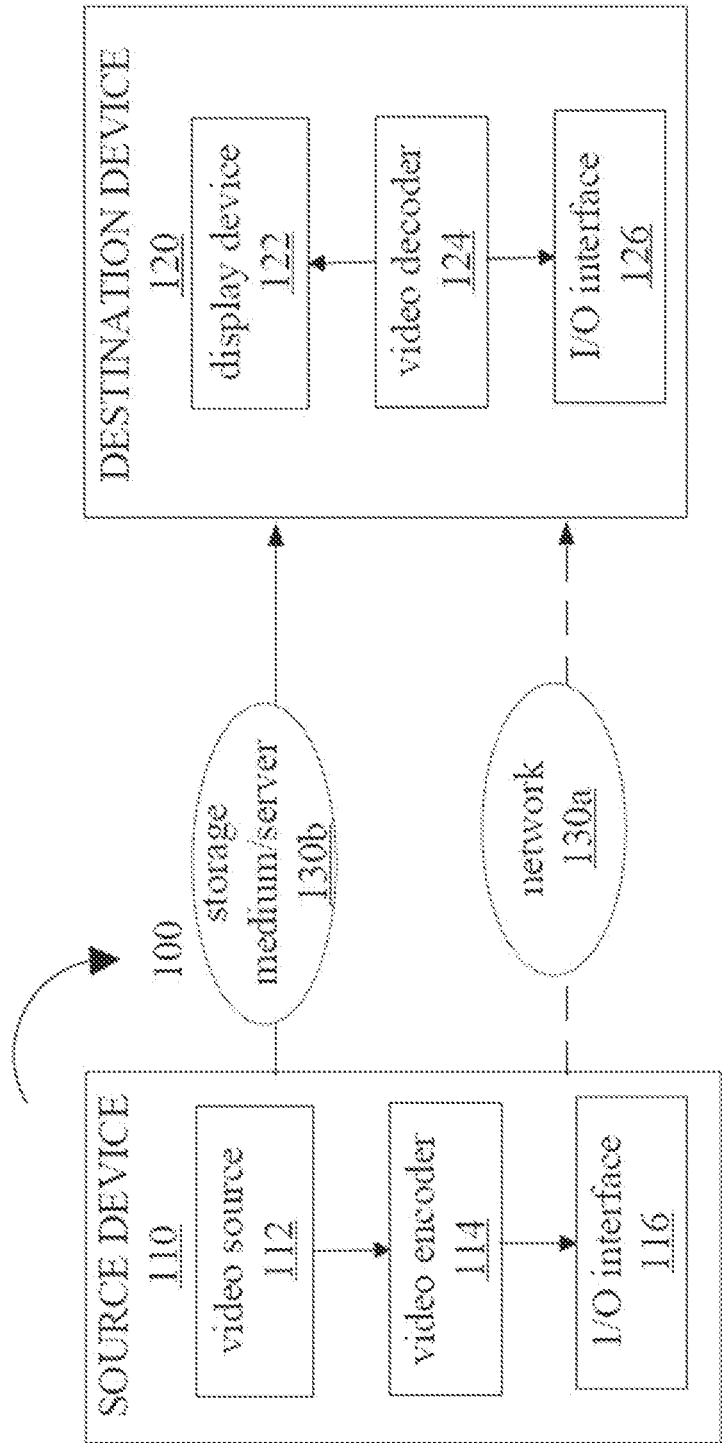 SOURCE DEVICE
110
video source
112
video encoder
114
I/O interface
116
100
storage
medium/server
130b
network
130a
DESTINATION DEVICE
120
display device
122
video decoder
124
I/O interface
126